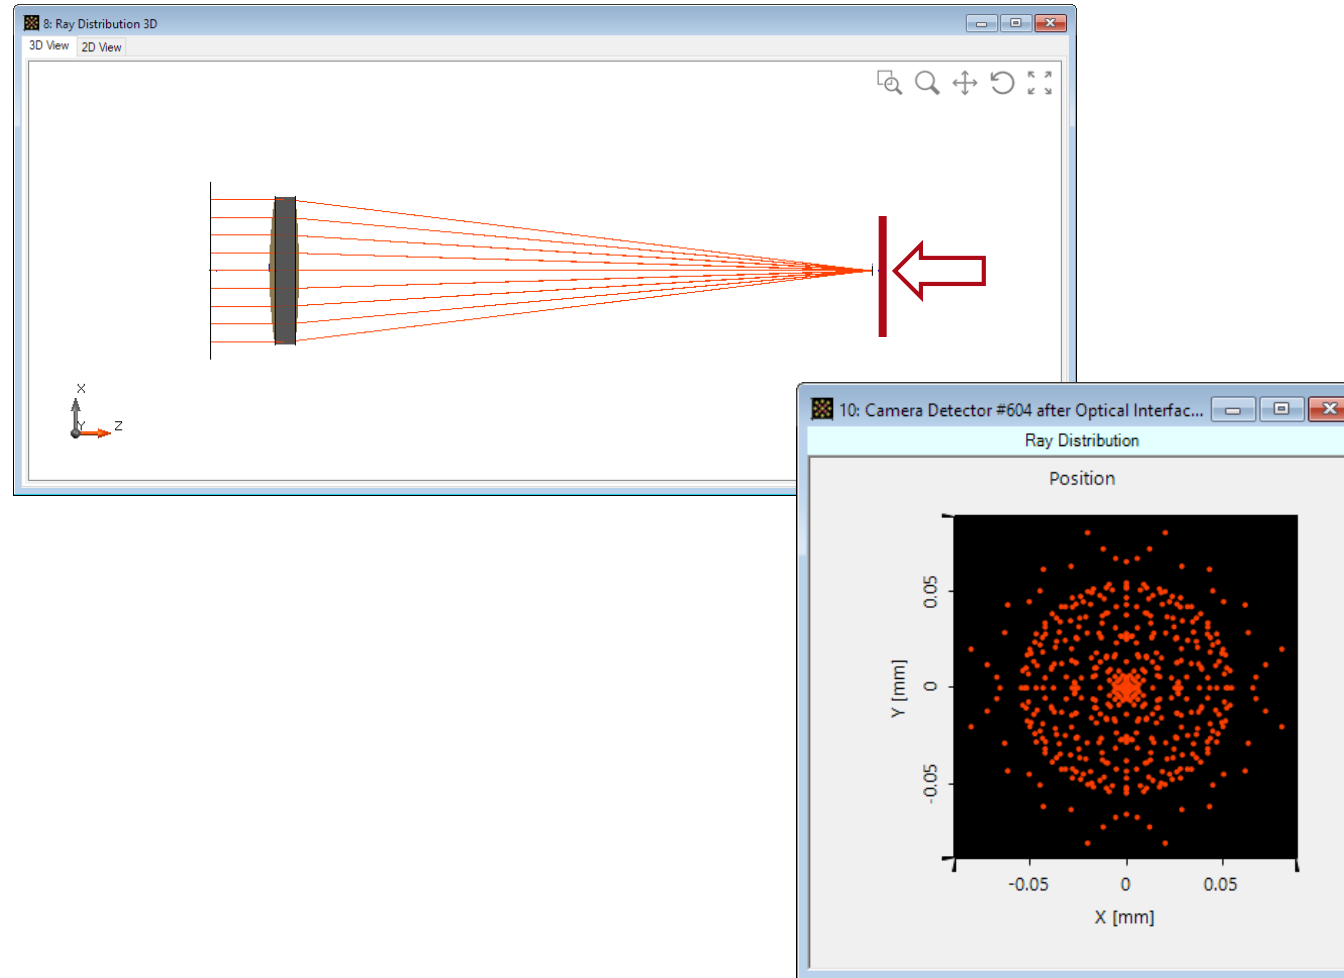 8: Ray Distribution 3D
3D View 2D View
X
Y
Z
10: Camera Detector #604 after Optical Interfac...
Ray Distribution
Position
0.05
0
-0.05
Y [mm]
-0.05 0 0.05
X [mm]